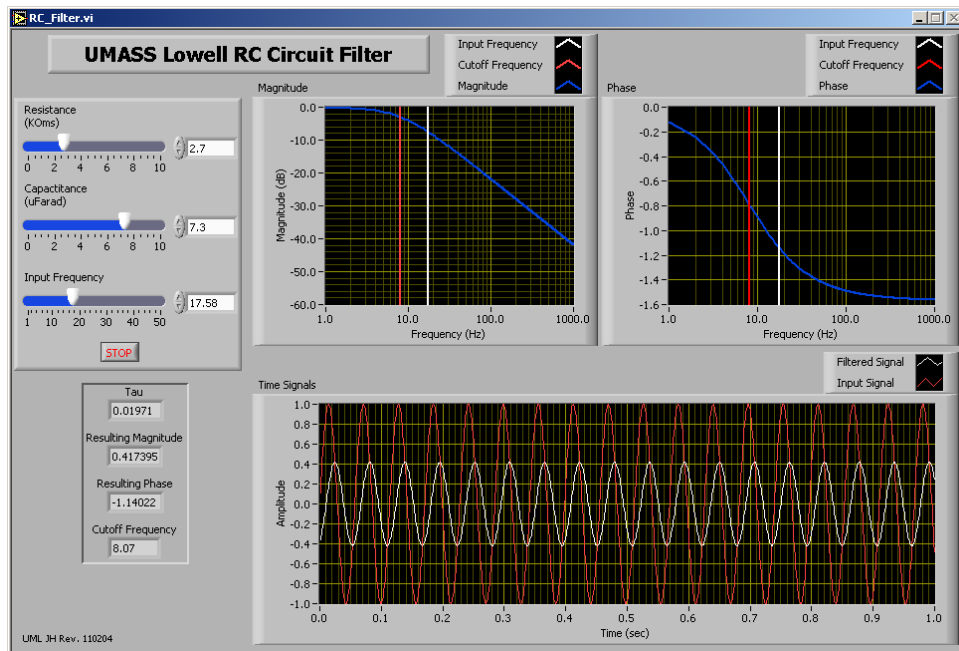 RC_Filter.vi
UMASS Lowell RC Circuit Filter
Resistance
(KOms)
2.7
0 2 4 6 8 10
Capacitance
(uFarad)
7.3
0 2 4 6 8 10
Input Frequency
17.58
1 10 20 30 40 50
STOP
Tau
0.01971
Resulting Magnitude
0.417395
Resulting Phase
-1.14022
Cutoff Frequency
8.07
UML JH Rev. 110204
Input Frequency
Cutoff Frequency
Magnitude
Magnitude
0.0
-10.0
-20.0
-30.0
-40.0
-50.0
-60.0
Magnitude (dB)
1.0 10.0 100.0 1000.0
Frequency (Hz)
Input Frequency
Cutoff Frequency
Phase
Phase
0.0
-0.2
-0.4
-0.6
-0.8
-1.0
-1.2
-1.4
-1.6
Phase
1.0 10.0 100.0 1000.0
Frequency (Hz)
Filtered Signal
Input Signal
Time Signals
1.0
0.8
0.6
0.4
0.2
0.0
-0.2
-0.4
-0.6
-0.8
-1.0
Amplitude
0.0 0.1 0.2 0.3 0.4 0.5 0.6 0.7 0.8 0.9 1.0
Time (sec)